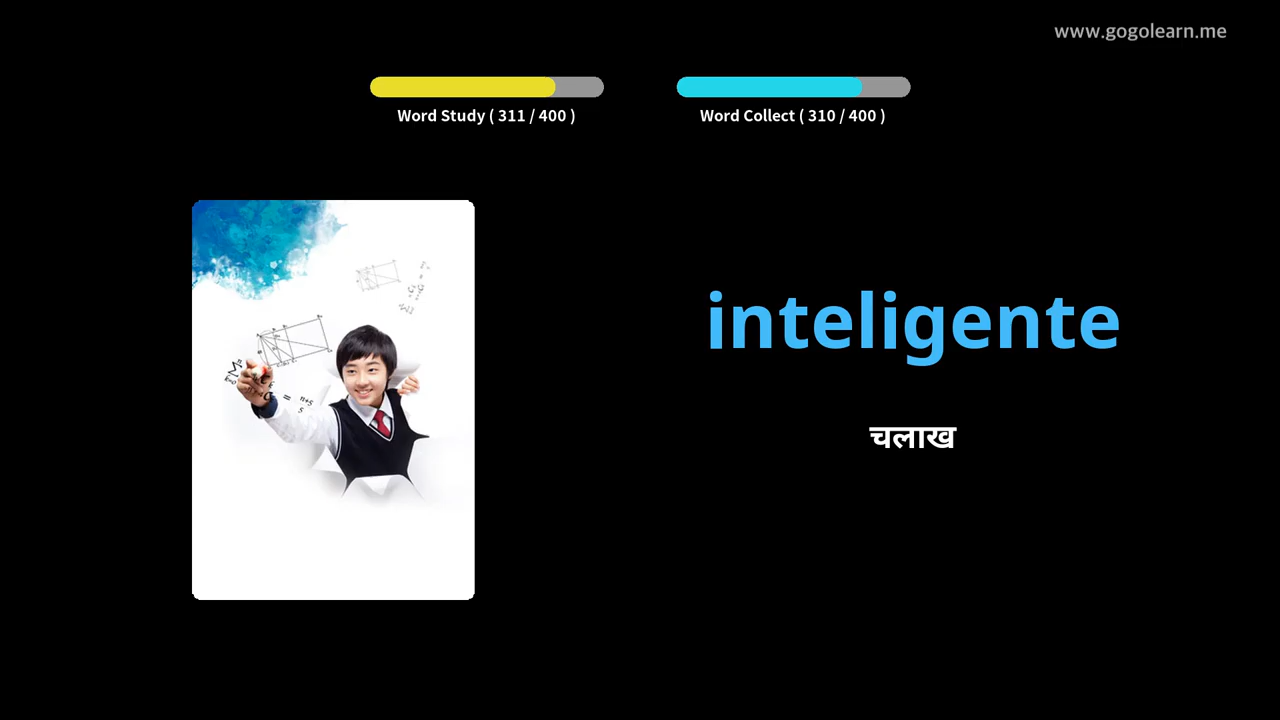 www.gogolearn.me
Word Study ( 311 / 400 )
Word Collect ( 310 / 400 )
inteligente
चलाख